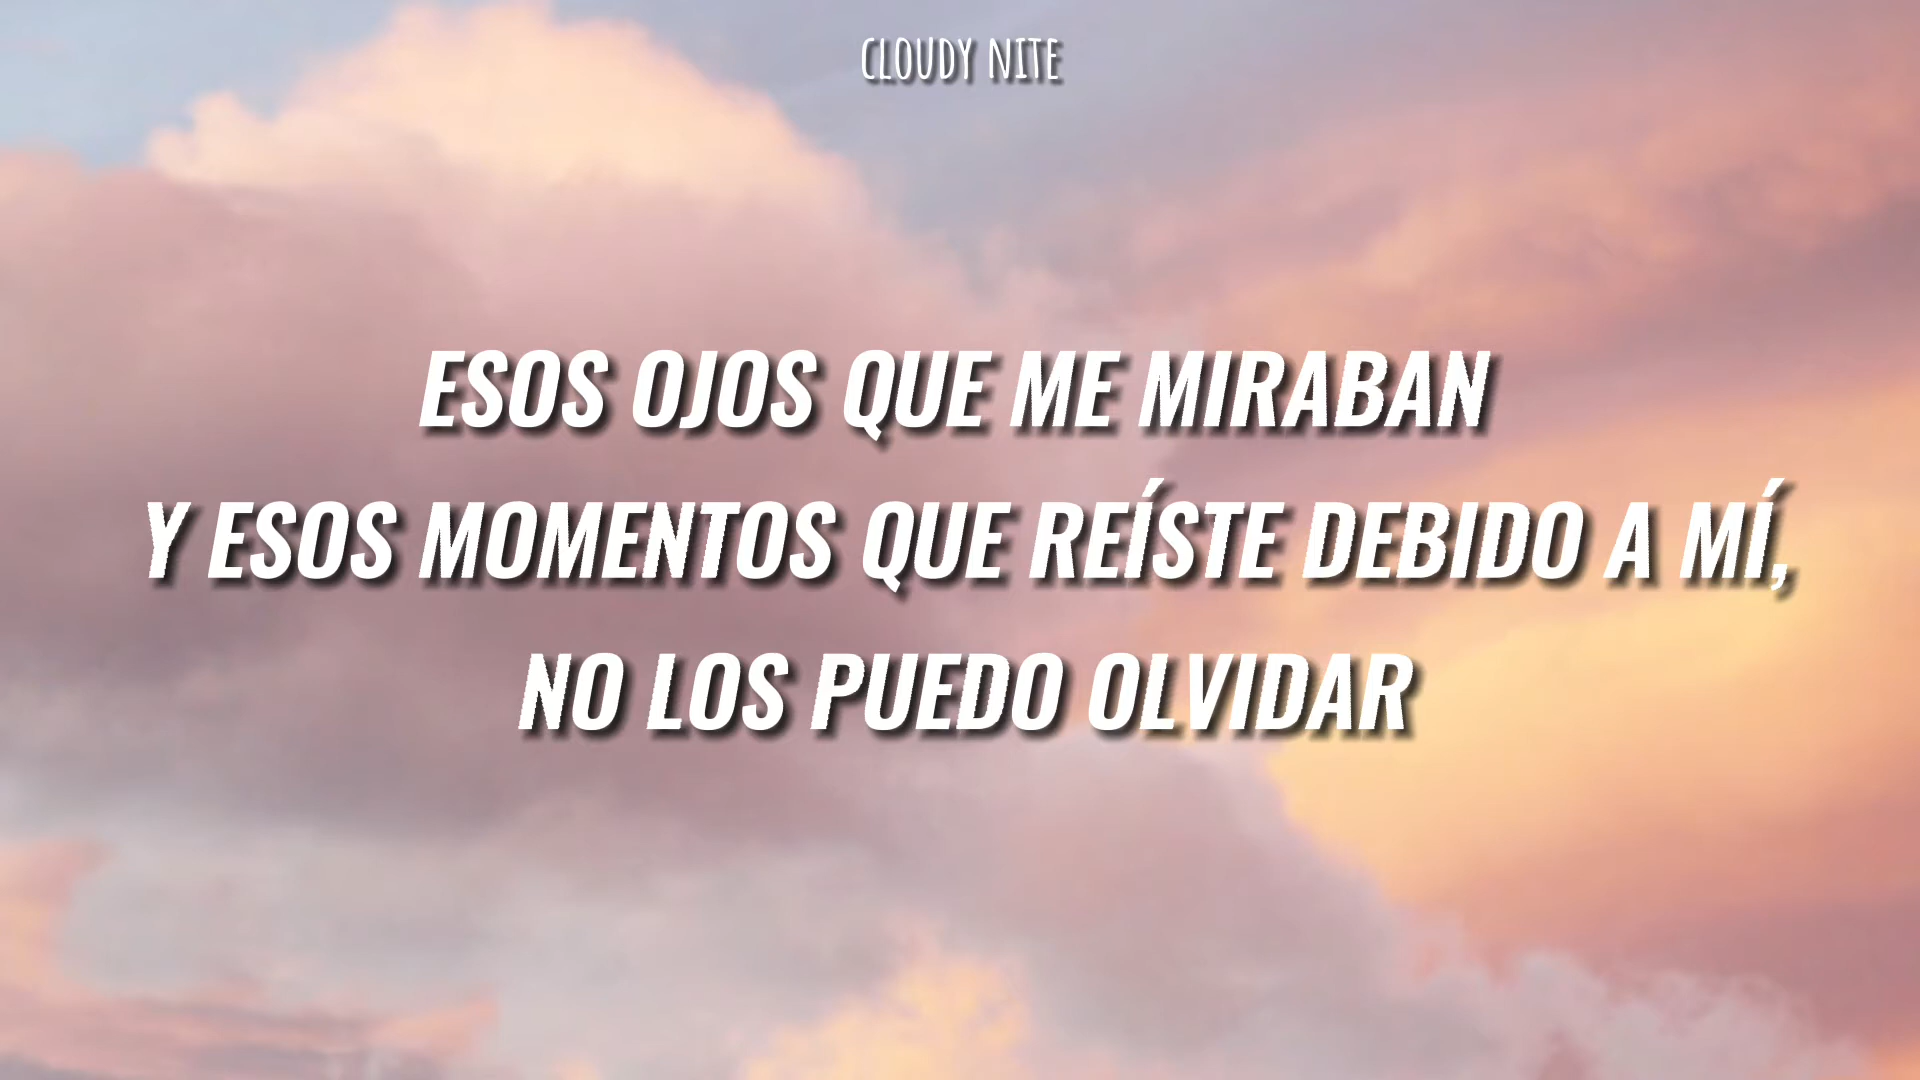 CLOUDY NITE
ESOS OJOS QUE ME MIRABAN
Y ESOS MOMENTOS QUE REÍSTE DEBIDO A MÍ,
NO LOS PUEDO OLVIDAR